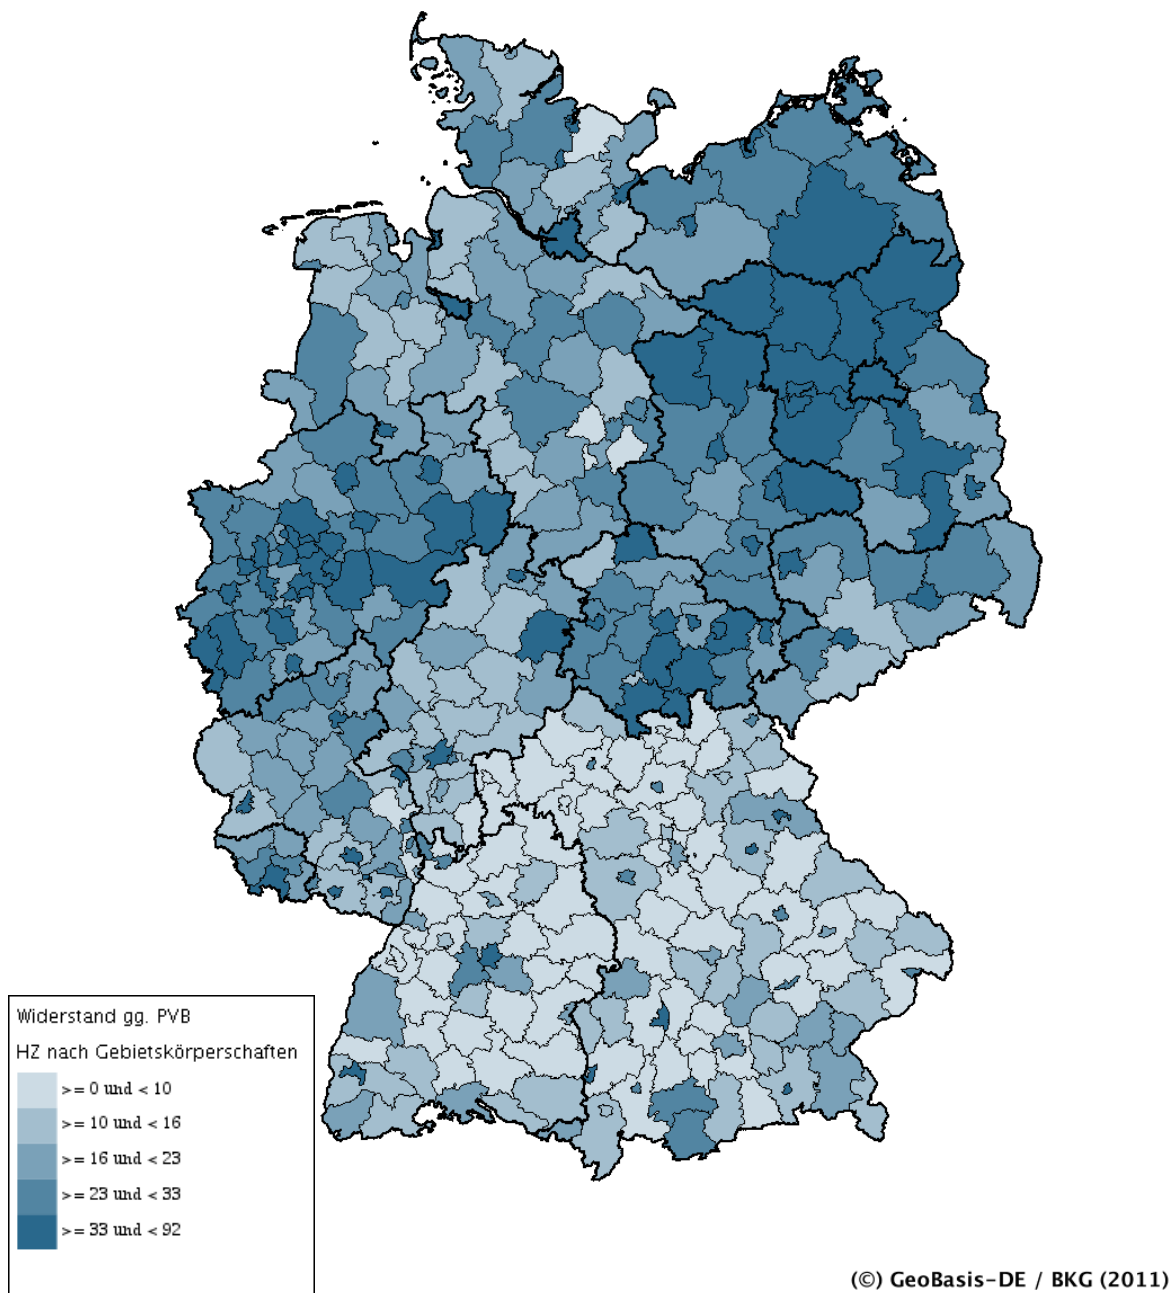 Widerstand gg. PVB
HZ nach Gebietskörperschaften
>= 0 und < 10
>= 10 und < 16
>= 16 und < 23
>= 23 und < 33
>= 33 und < 92
(©) GeoBasis-DE / BKG (2011)